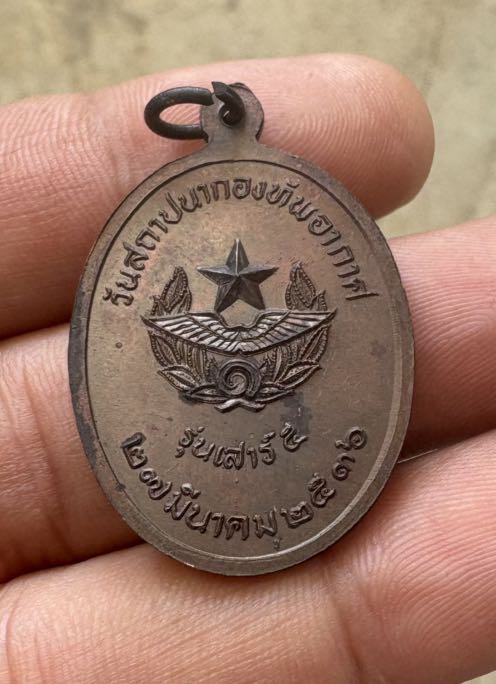 วันสถาปนากองทัพอากาศ
๑
รุ่นเสาร์ ๕
๒๗ มีนาคม ๒๕๓๖